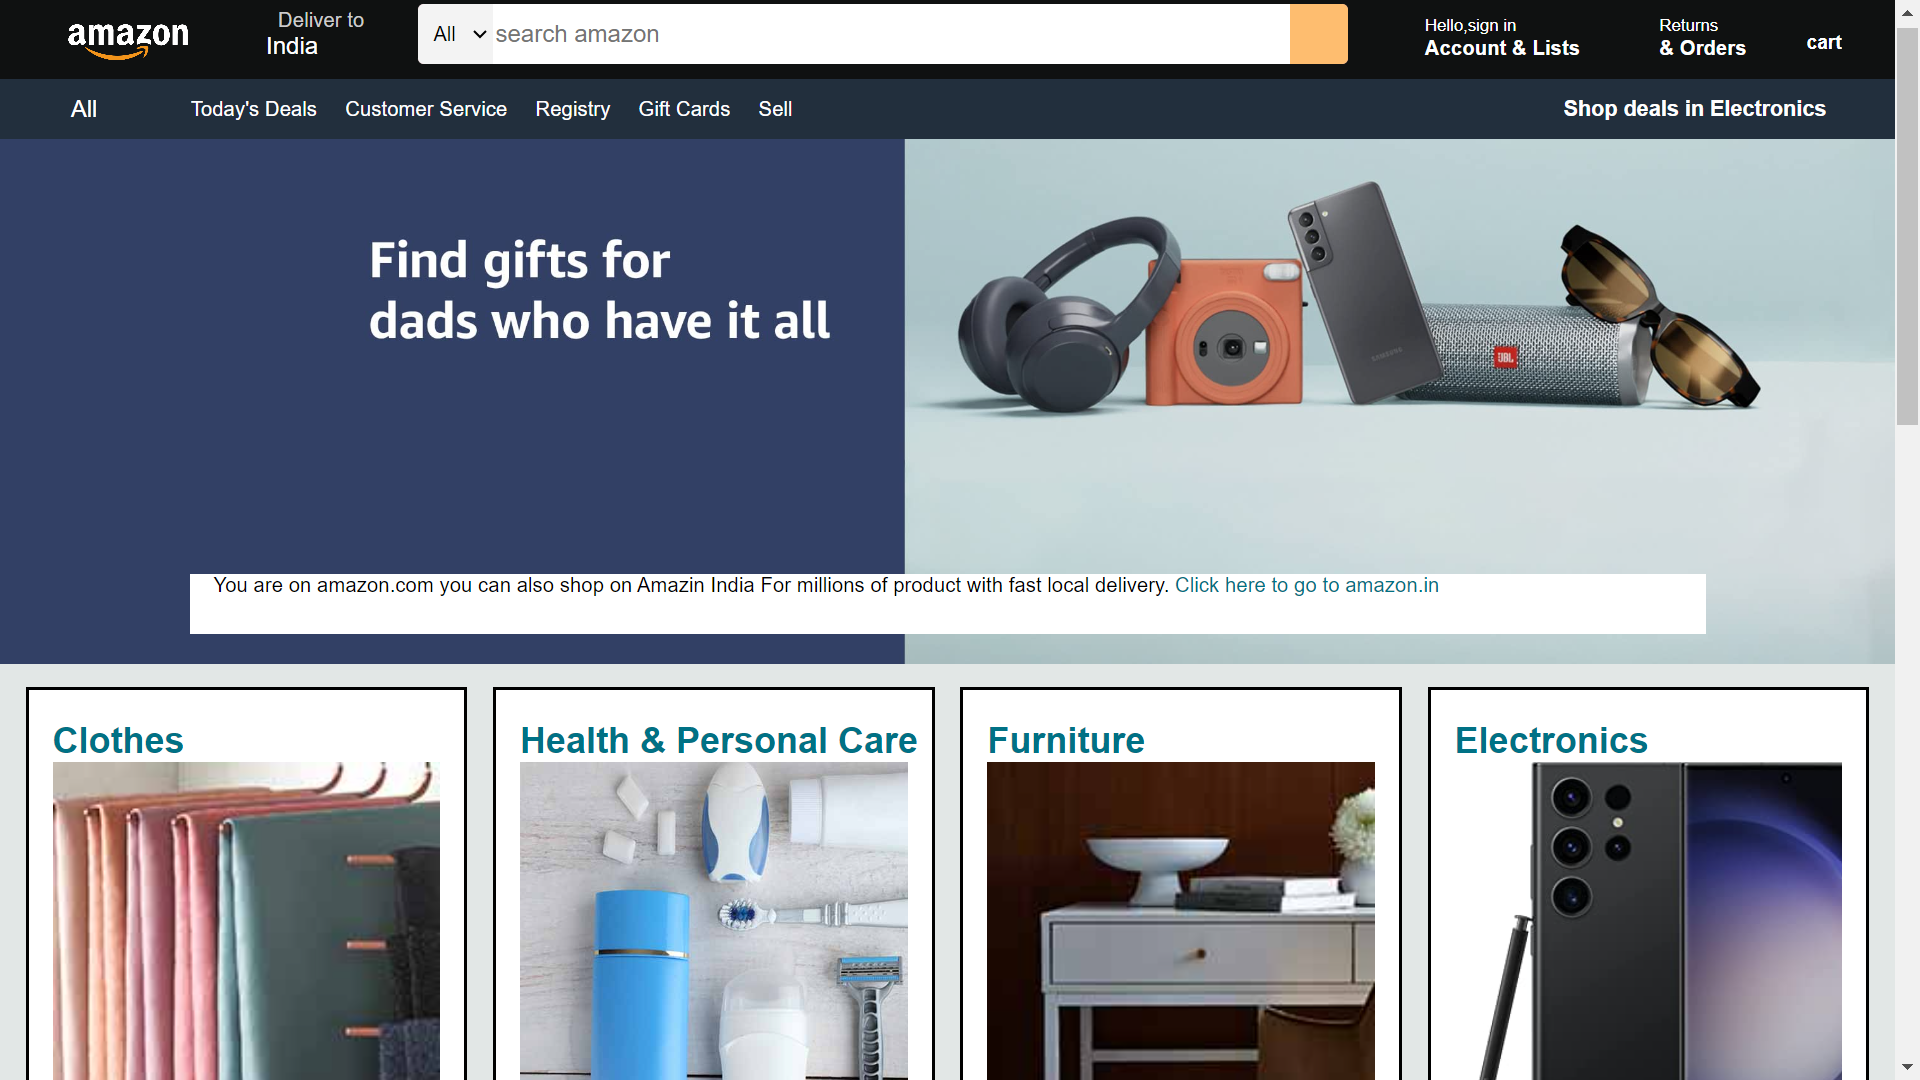 amazon
Deliver to
India
All
search amazon
Hello,sign in
Account & Lists
Returns
& Orders
cart
All
Today's Deals
Customer Service
Registry
Gift Cards
Sell
Shop deals in Electronics
Find gifts for
dads who have it all
SAMSUNG
JBL
You are on amazon.com you can also shop on Amazin India For millions of product with fast local delivery. Click here to go to amazon.in
Clothes
Health & Personal Care
Furniture
Electronics